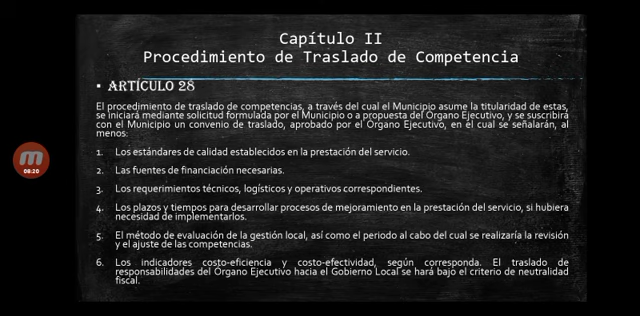 Capítulo II
Procedimiento de Traslado de Competencia
▪ ARTÍCULO 28
El procedimiento de traslado de competencias, a través del cual el Municipio asume la titularidad de estas,
se iniciará mediante solicitud formulada por el Municipio o a propuesta del Órgano Ejecutivo, y se suscribirá
con el Municipio un convenio de traslado, aprobado por el Órgano Ejecutivo, en el cual se señalarán, al
menos:
1. Los estándares de calidad establecidos en la prestación del servicio.
2. Las fuentes de financiación necesarias.
3. Los requerimientos técnicos, logísticos y operativos correspondientes.
4. Los plazos y tiempos para desarrollar procesos de mejoramiento en la prestación del servicio, si hubiera
necesidad de implementarlos.
5. El método de evaluación de la gestión local, así como el periodo al cabo del cual se realizaría la revisión
y el ajuste de las competencias.
6. Los indicadores costo-eficiencia y costo-efectividad, según corresponda. El traslado de
responsabilidades del Órgano Ejecutivo hacia el Gobierno Local se hará bajo el criterio de neutralidad
fiscal.
08:20